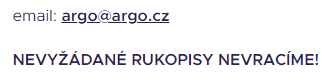 email: argo@argo.cz
NEVYŽÁDANÉ RUKOPISY NEVRACÍME!